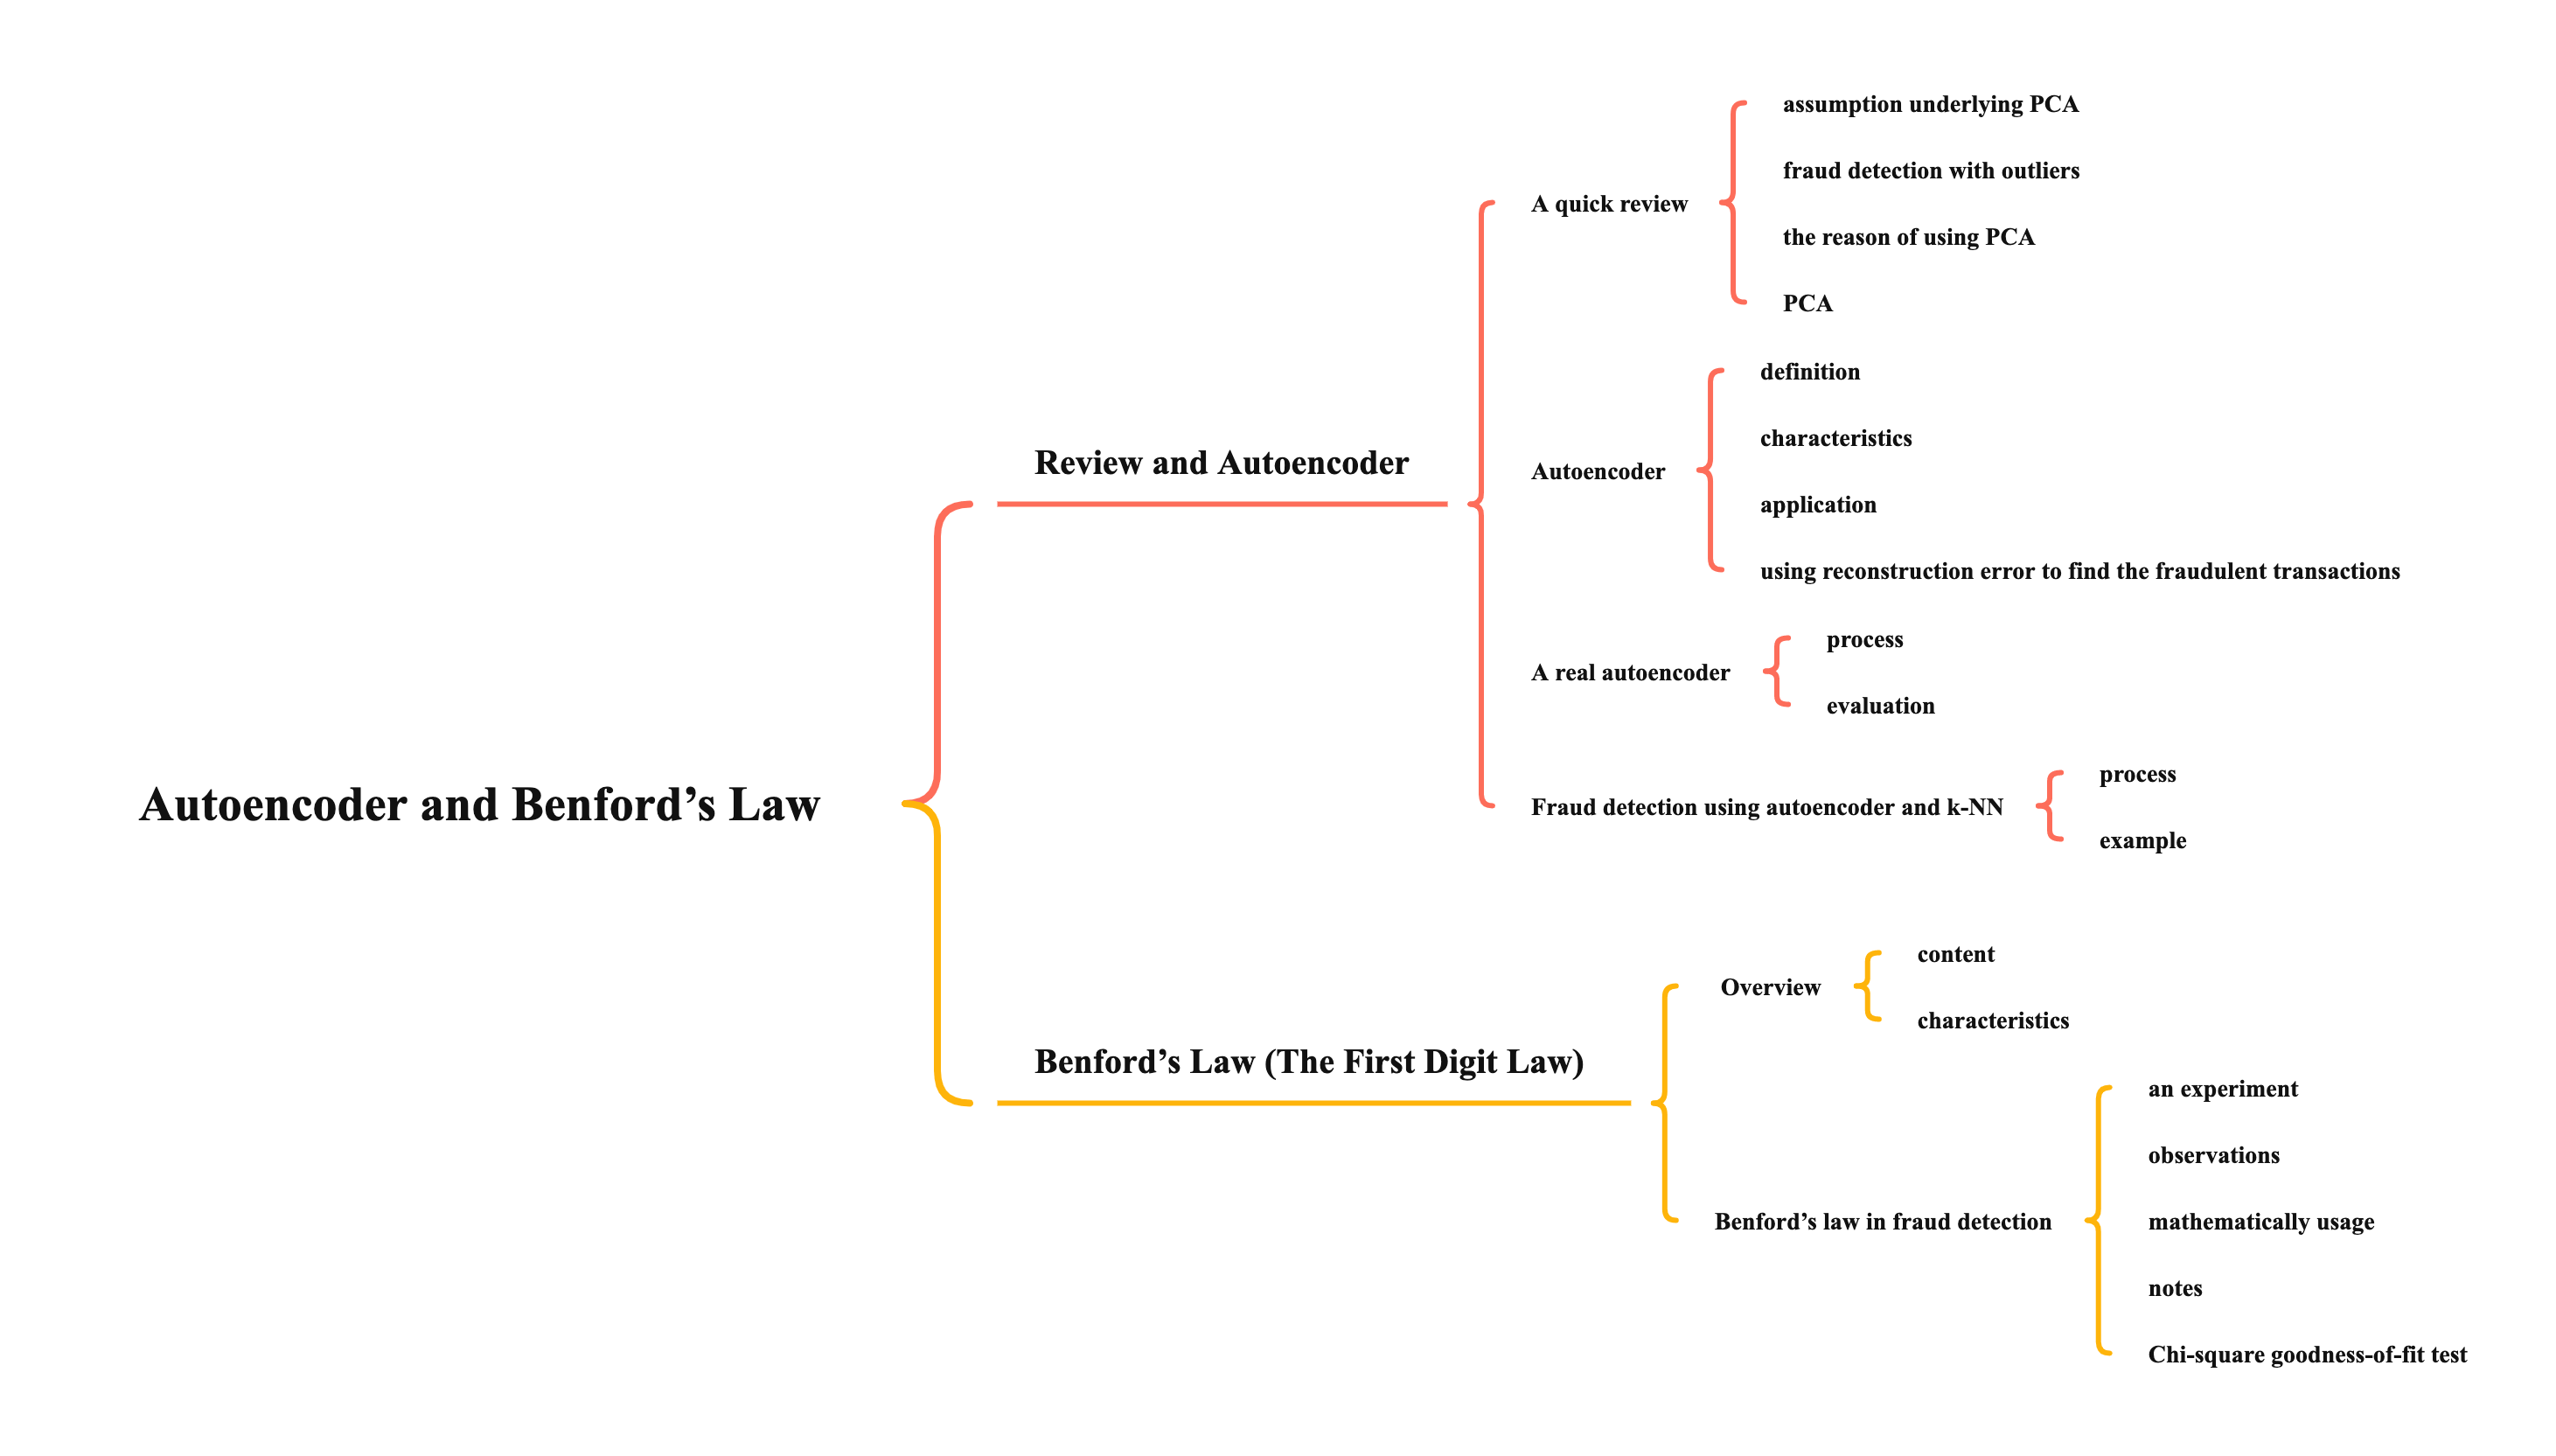 Autoencoder and Benford’s Law
Review and Autoencoder
A quick review
assumption underlying PCA
fraud detection with outliers
the reason of using PCA
PCA
Autoencoder
definition
characteristics
application
using reconstruction error to find the fraudulent transactions
A real autoencoder
process
evaluation
Fraud detection using autoencoder and k-NN
process
example
Benford’s Law (The First Digit Law)
Overview
content
characteristics
Benford’s law in fraud detection
an experiment
observations
mathematically usage
notes
Chi-square goodness-of-fit test